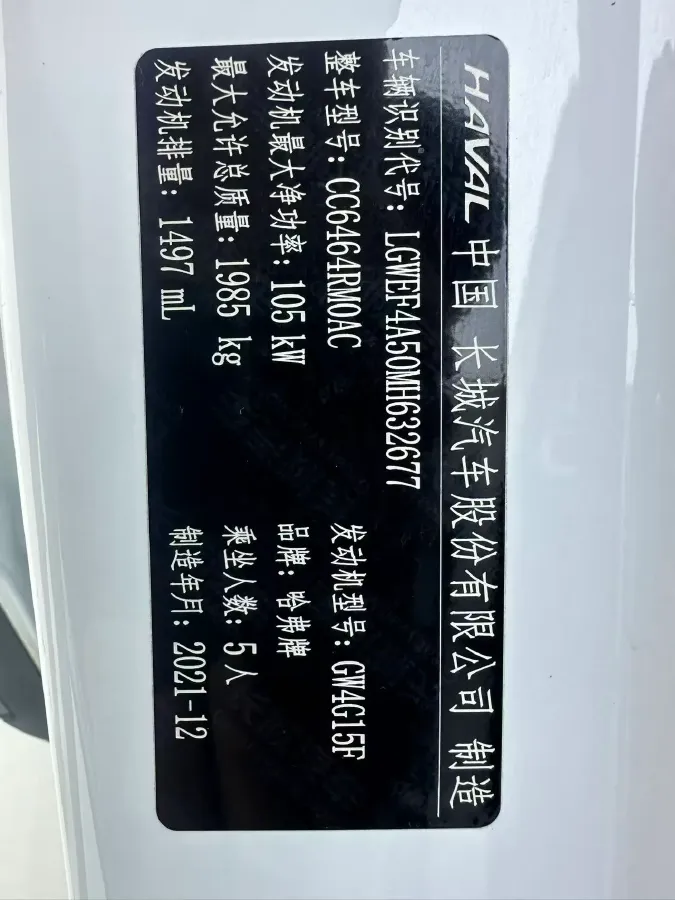 HAVAL 中国 长城汽车股份有限公司 制造
车辆识别代号：LGWEF4A50MH632677
整车型号：CC6464RM0AC 发动机型号：GW4G15F
发动机最大净功率：105 kW 品牌：哈弗牌
最大允许总质量：1985 kg 乘坐人数：5人
发动机排量：1497 mL 制造年月：2021-12